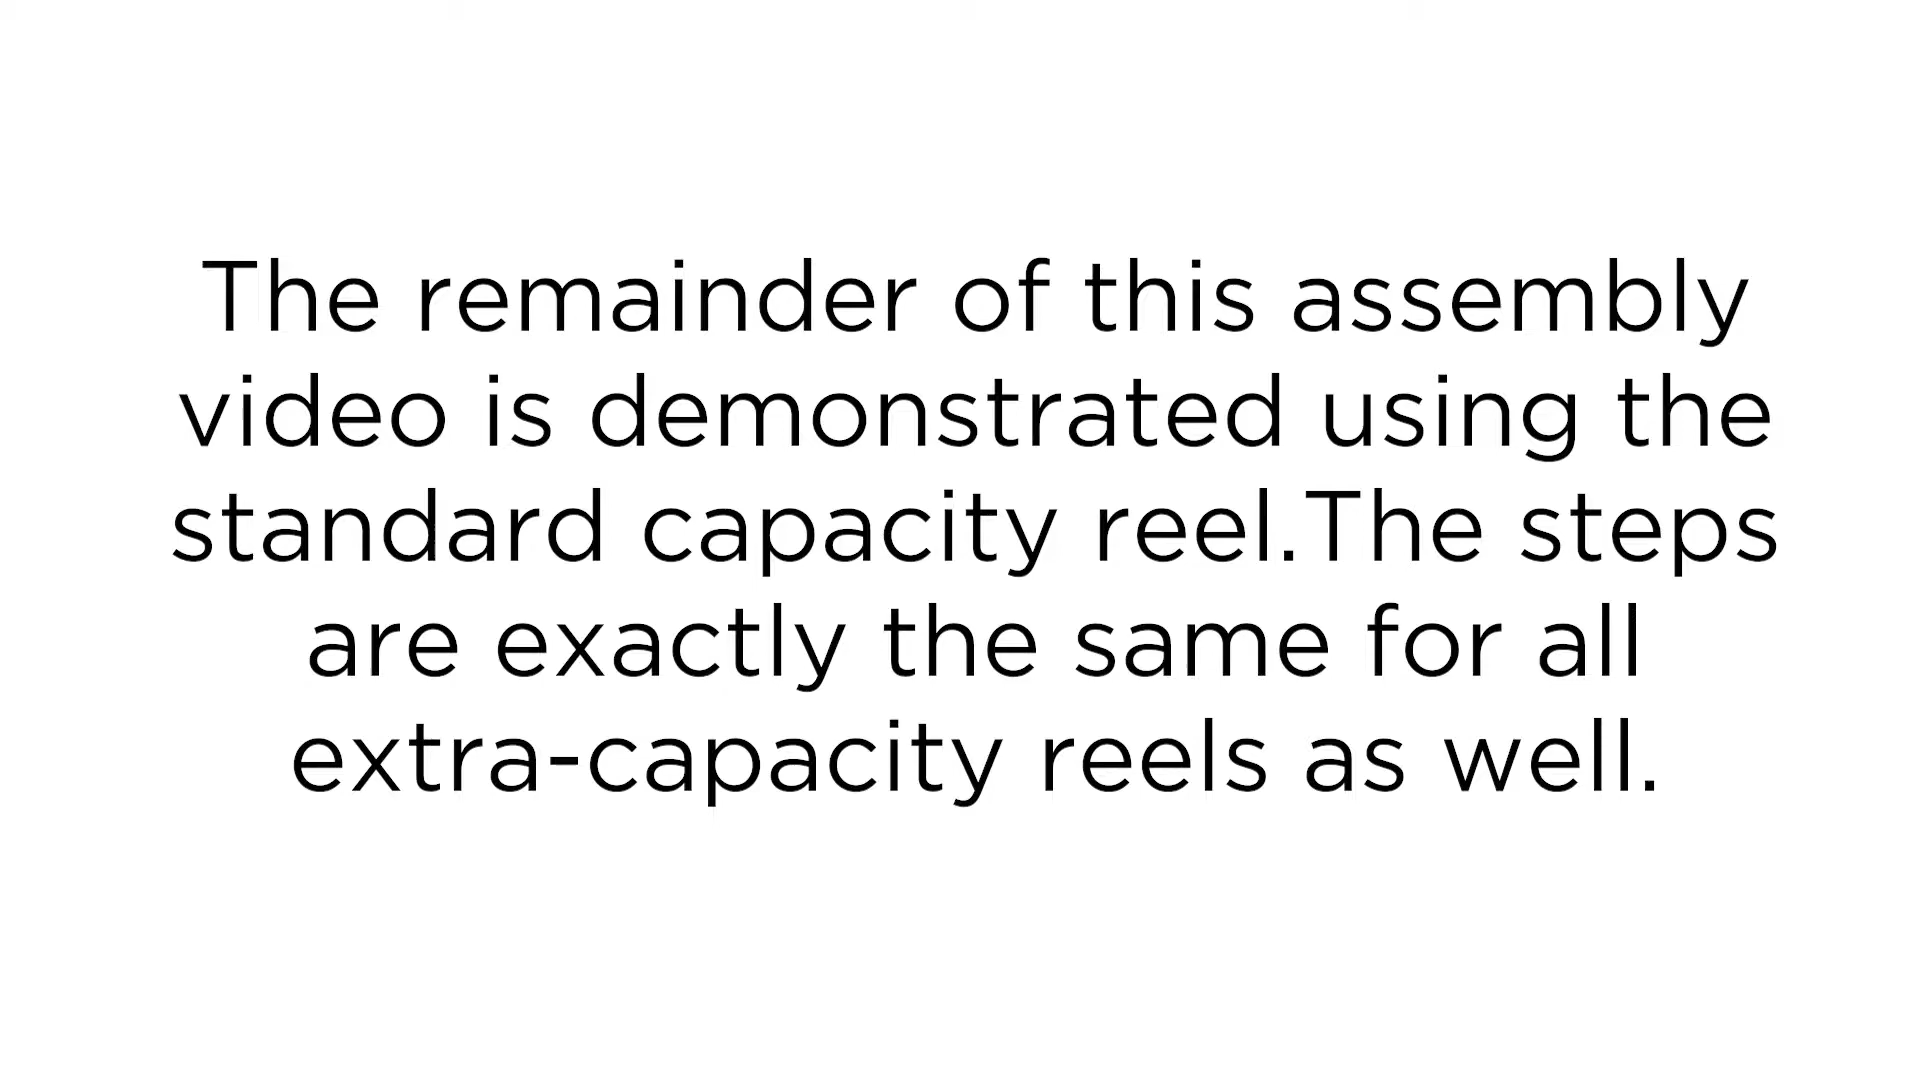 The remainder of this assembly
video is demonstrated using the
standard capacity reel.The steps
are exactly the same for all
extra-capacity reels as well.